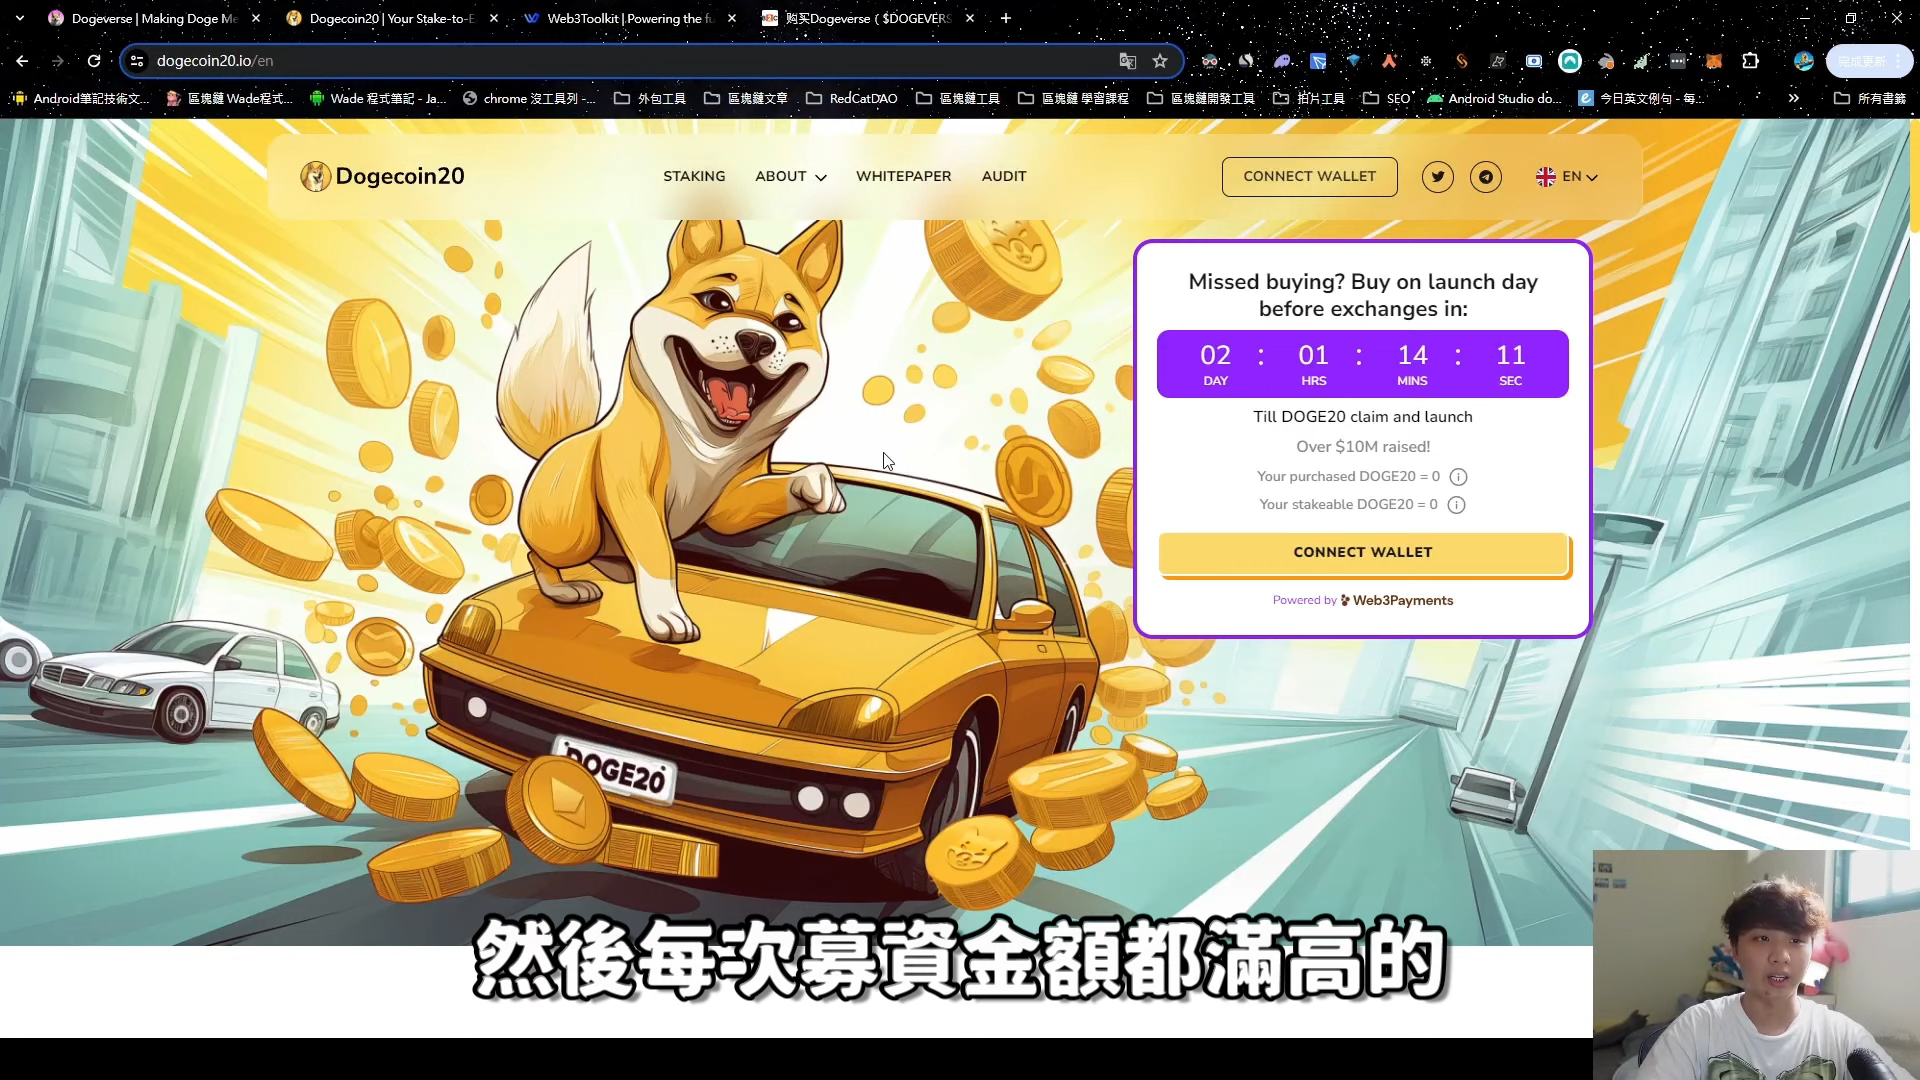 Dogeverse | Making Doge Me
Dogecoin20 | Your Stake-to-E
Web3Toolkit | Powering the fu
购买Dogeverse ( $DOGEVERS
dogecoin20.io/en
完成更新
Android筆記技術文...
區塊鏈 Wade程式...
Wade 程式筆記 - Ja...
chrome 沒工具列 -...
外包工具
區塊鏈文章
RedCatDAO
區塊鏈工具
區塊鏈 學習課程
區塊鏈開發工具
拍片工具
SEO
Android Studio do...
今日英文例句 - 每...
所有書籤
Dogecoin20
STAKING
ABOUT
WHITEPAPER
AUDIT
CONNECT WALLET
EN
Missed buying? Buy on launch day
before exchanges in:
02 : 01 : 14 : 11
DAY HRS MINS SEC
Till DOGE20 claim and launch
Over $10M raised!
Your purchased DOGE20 = 0
Your stakeable DOGE20 = 0
CONNECT WALLET
Powered by Web3Payments
DOGE20
然後每次募資金額都滿高的